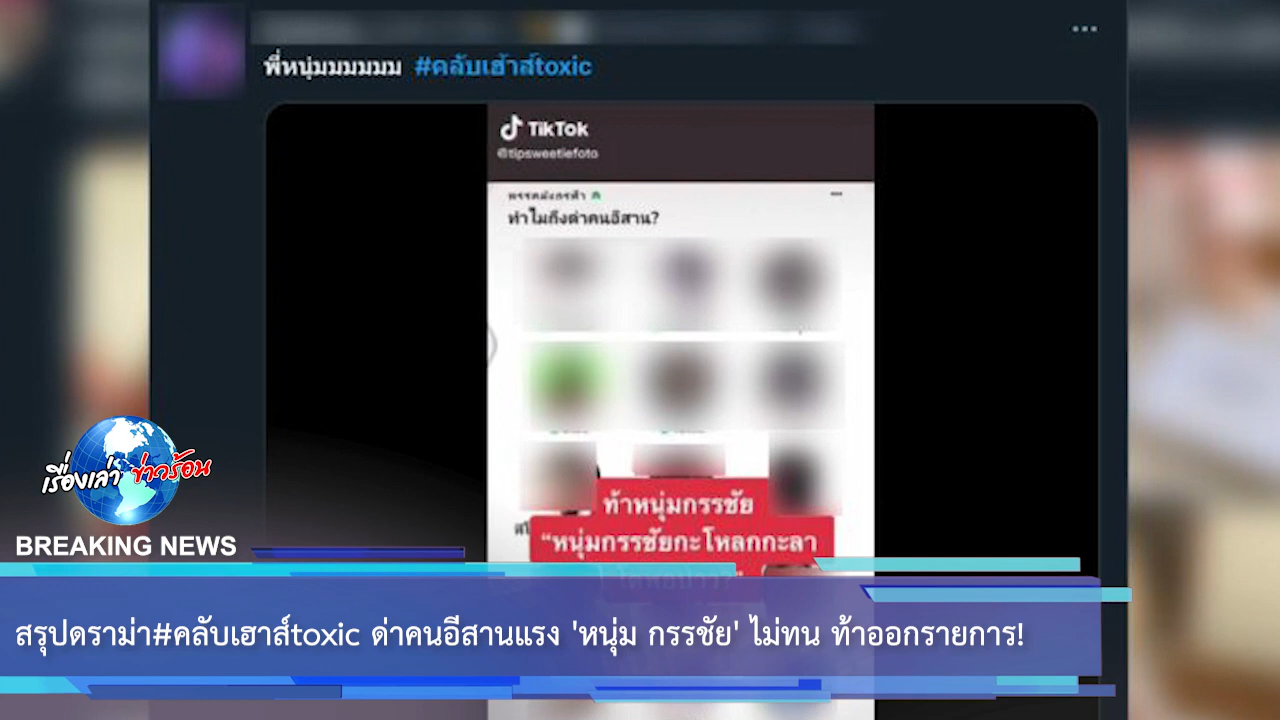 พี่หนุ่มมมมมม #คลับเฮ้าส์toxic
TikTok
@tipsweetiefoto
ทำไมถึงด่าคนอีสาน?
ท้าหนุ่มกรรชัย
“หนุ่มกรรชัยกะโหลกกะลา
เรื่องเล่า ข่าวร้อน
BREAKING NEWS
สรุปดราม่า#คลับเฮาส์toxic ด่าคนอีสานแรง 'หนุ่ม กรรชัย' ไม่ทน ท้าออกรายการ!